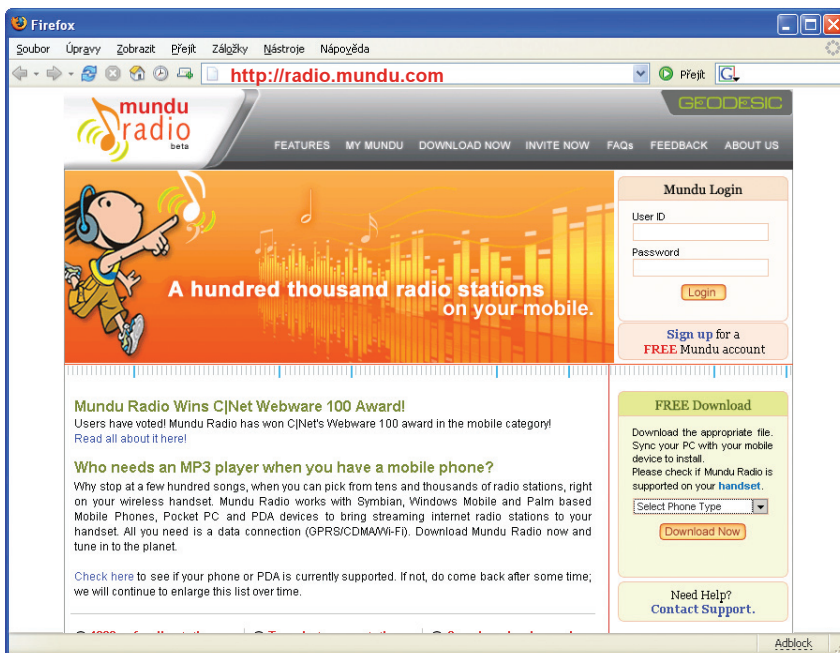 Firefox
Soubor Úpravy Zobrazit Přejít Záložky Nástroje Nápověda
http://radio.mundu.com Přejít G
mundu
radio
beta
GEODESIC
FEATURES MY MUNDU DOWNLOAD NOW INVITE NOW FAQs FEEDBACK ABOUT US
A hundred thousand radio stations
on your mobile.
Mundu Login
User ID
Password
Login
Sign up for a
FREE Mundu account
Mundu Radio Wins C|Net Webware 100 Award!
Users have voted! Mundu Radio has won C|Net's Webware 100 award in the mobile category!
Read all about it here!
Who needs an MP3 player when you have a mobile phone?
Why stop at a few hundred songs, when you can pick from tens and thousands of radio stations, right
on your wireless handset. Mundu Radio works with Symbian, Windows Mobile and Palm based
Mobile Phones, Pocket PC and PDA devices to bring streaming internet radio stations to your
handset. All you need is a data connection (GPRS/CDMA/Wi-Fi). Download Mundu Radio now and
tune in to the planet.
Check here to see if your phone or PDA is currently supported. If not, do come back after some time;
we will continue to enlarge this list over time.
FREE Download
Download the appropriate file.
Sync your PC with your mobile
device to install.
Please check if Mundu Radio is
supported on your handset.
Select Phone Type
Download Now
Need Help?
Contact Support.
Adblock